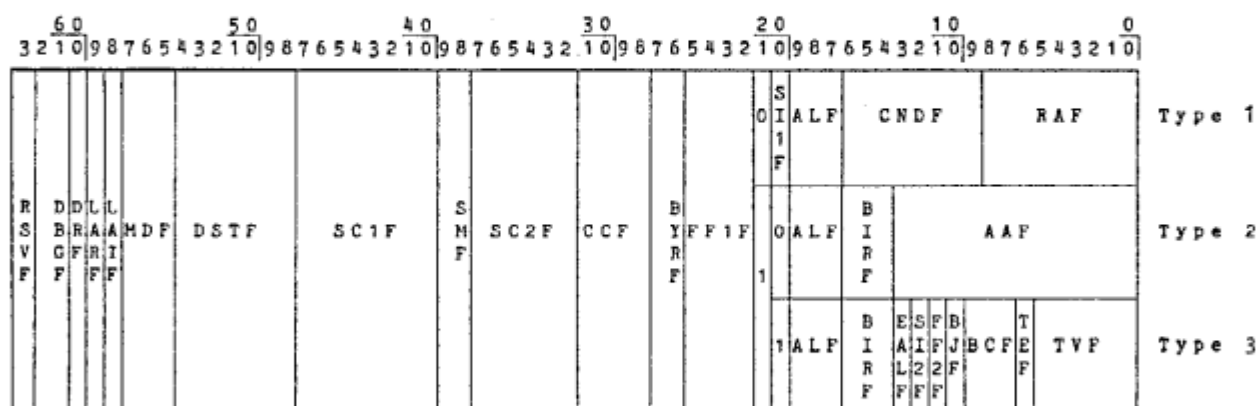 60 50 40 30 20 10 0
3210987654321098765432109876543210987654321098765432109876543210
0 SI1F ALF CNDF RAF Type 1
RSVF DBGF DRF LARF LATF MDF DSTF SC1F SMF SC2F CCF BYRF FF1F 1 0 ALF BIRF AAF Type 2
1 ALF BIRF EALF SI2F FF2F BJF BCF TEF TVF Type 3